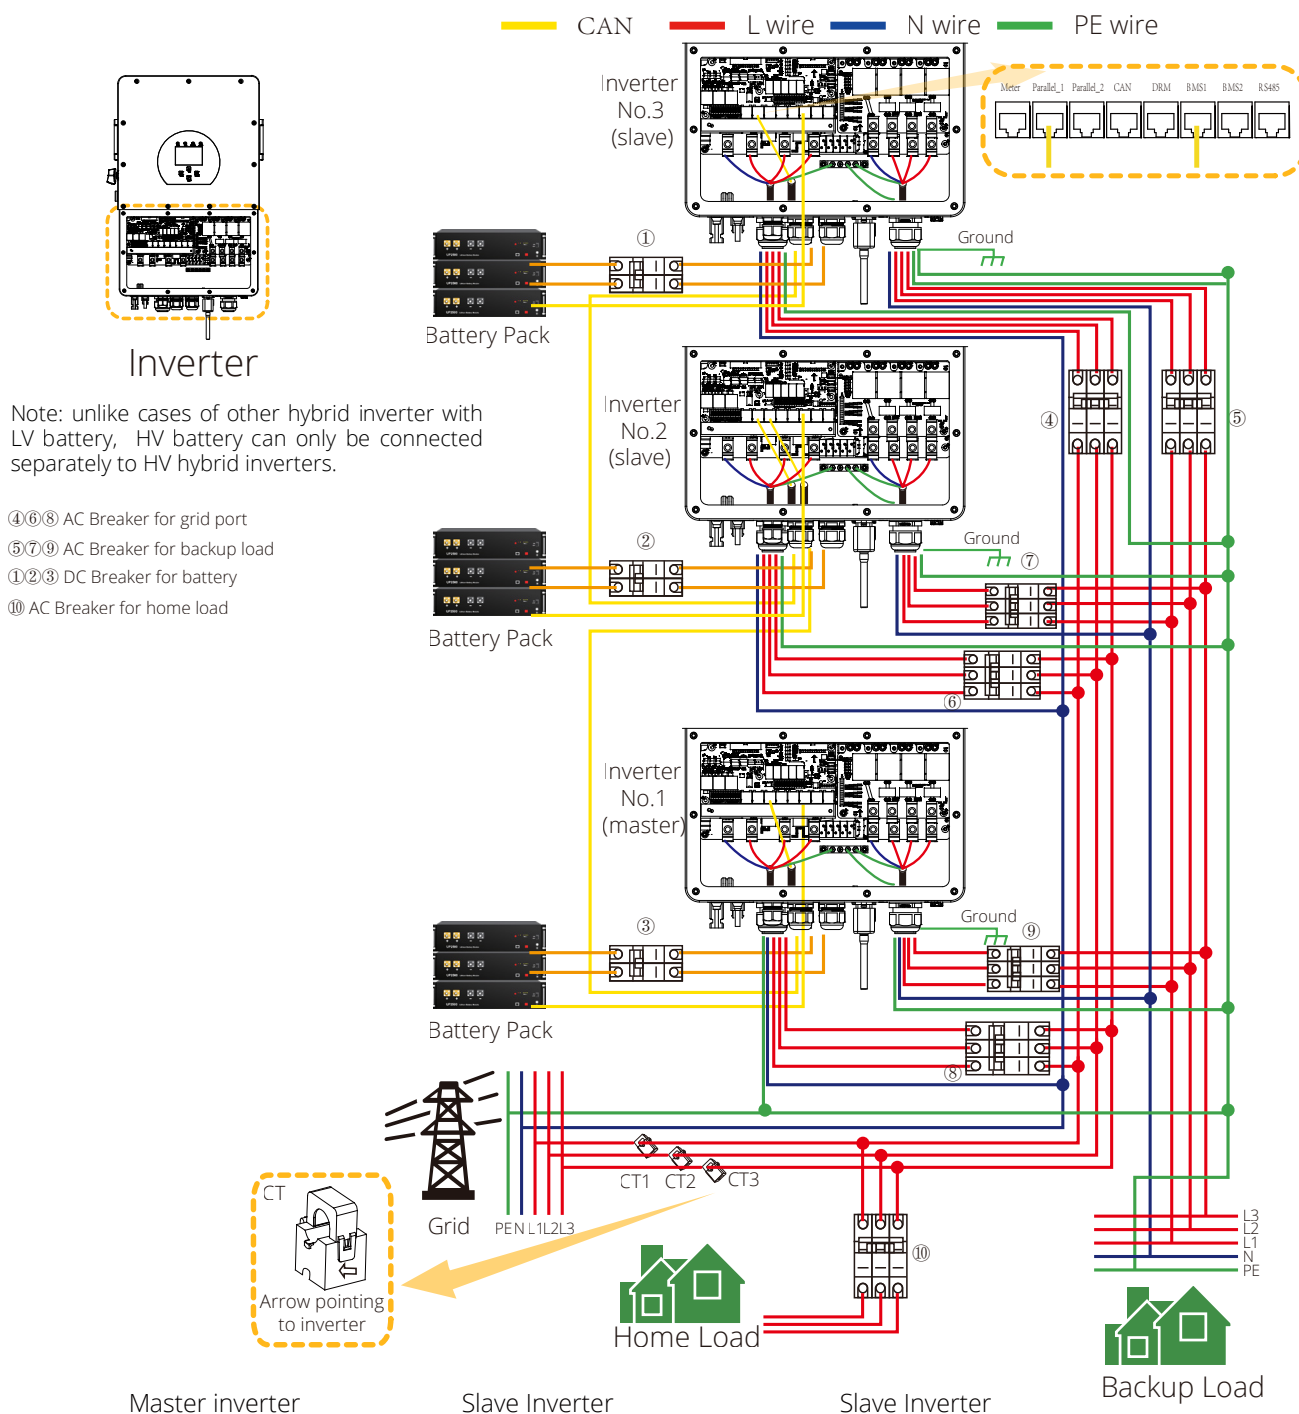 CAN L wire N wire PE wire
Inverter
No.3
(slave)
Meter Parallel_1 Parallel_2 CAN DRM BMS1 BMS2 RS485
①
Ground
Battery Pack
Inverter
Note: unlike cases of other hybrid inverter with
LV battery, HV battery can only be connected
separately to HV hybrid inverters.
④⑥⑧ AC Breaker for grid port
⑤⑦⑨ AC Breaker for backup load
①②③ DC Breaker for battery
⑩ AC Breaker for home load
Inverter
No.2
(slave)
④
⑤
②
Ground
⑦
Battery Pack
⑥
Inverter
No.1
(master)
③
Ground
⑨
Battery Pack
⑧
CT1 CT2 CT3
Grid
PE N L1 L2 L3
CT
Arrow pointing
to inverter
⑩
Home Load
L3
L2
L1
N
PE
Backup Load
Master inverter Slave Inverter Slave Inverter